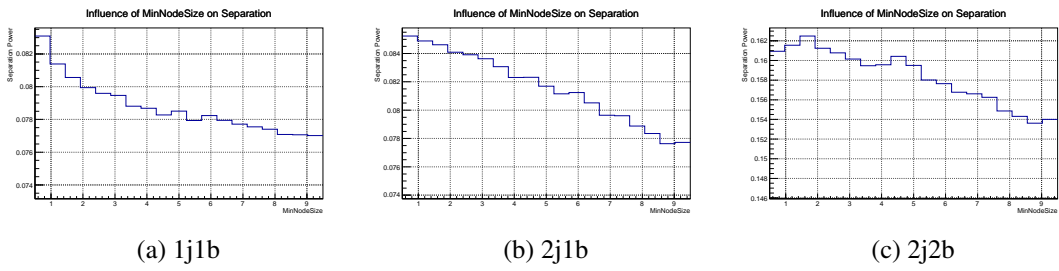 Influence of MinNodeSize on Separation
Separation Power
0.082
0.08
0.078
0.076
0.074
1 2 3 4 5 6 7 8 9
MinNodeSize
(a) 1j1b
Influence of MinNodeSize on Separation
Separation Power
0.084
0.082
0.08
0.078
0.076
0.074
1 2 3 4 5 6 7 8 9
MinNodeSize
(b) 2j1b
Influence of MinNodeSize on Separation
Separation Power
0.162
0.16
0.158
0.156
0.154
0.152
0.15
0.148
0.146
1 2 3 4 5 6 7 8 9
MinNodeSize
(c) 2j2b